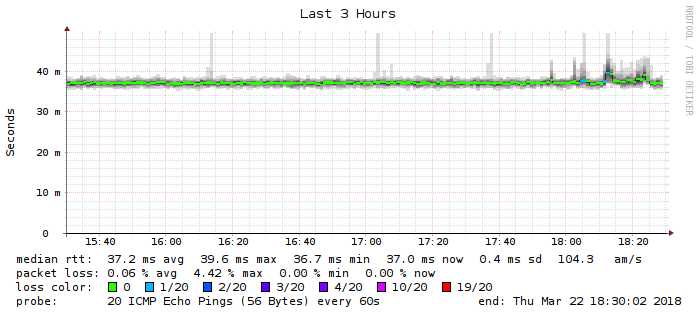 Last 3 Hours
RRDTOOL / TOBI OETIKER
Seconds
40 m
30 m
20 m
10 m
0
15:40 16:00 16:20 16:40 17:00 17:20 17:40 18:00 18:20
median rtt: 37.2 ms avg 39.6 ms max 36.7 ms min 37.0 ms now 0.4 ms sd 104.3 am/s
packet loss: 0.06 % avg 4.42 % max 0.00 % min 0.00 % now
loss color: 0 1/20 2/20 3/20 4/20 10/20 19/20
probe: 20 ICMP Echo Pings (56 Bytes) every 60s end: Thu Mar 22 18:30:02 2018